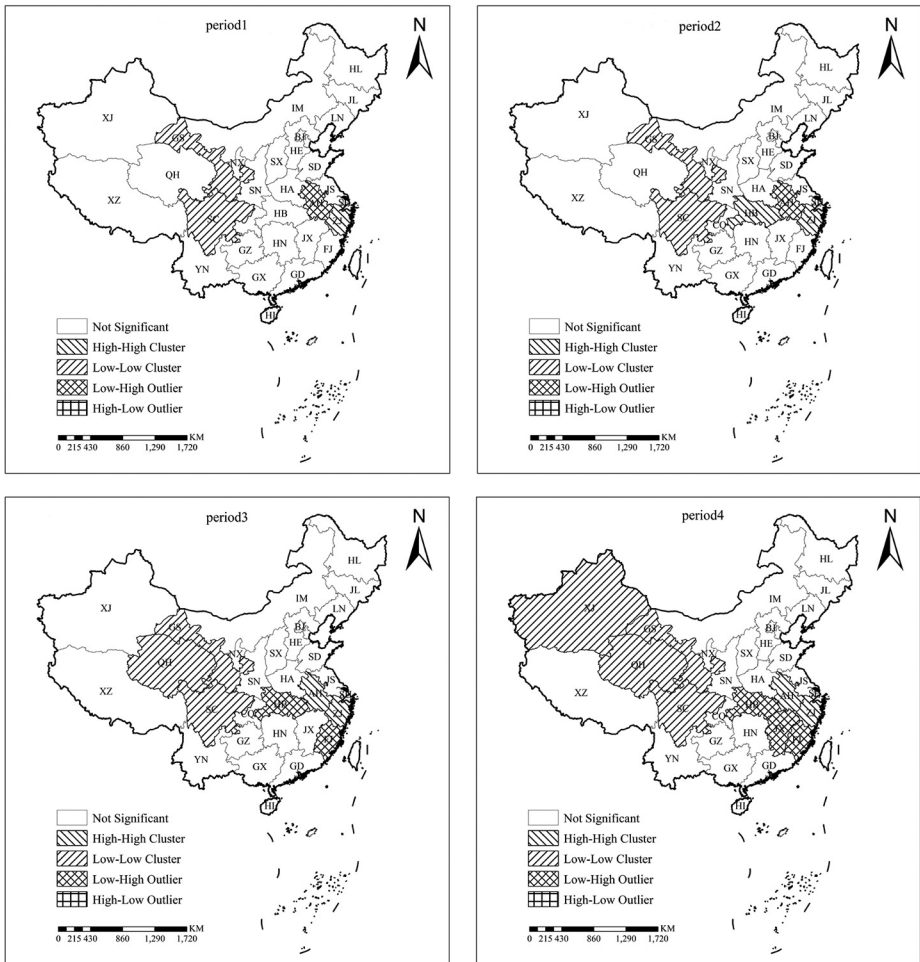 period1
N
HL
JL
XJ
IM
LN
GS
BJ
HE
NX
SX
SD
QH
SN
HA
JS
XZ
AH
SC
HB
HN
JX
FJ
GZ
YN
GX
GD
HI
Not Significant
High-High Cluster
Low-Low Cluster
Low-High Outlier
High-Low Outlier
KM
0 215 430 860 1,290 1,720
period2
N
HL
JL
XJ
IM
LN
GS
BJ
HE
NX
SX
SD
QH
SN
HA
JS
XZ
AH
SC
HB
CQ
HN
JX
FJ
GZ
YN
GX
GD
HI
Not Significant
High-High Cluster
Low-Low Cluster
Low-High Outlier
High-Low Outlier
KM
0 215 430 860 1,290 1,720
period3
N
HL
JL
XJ
IM
LN
GS
BJ
HE
NX
SX
SD
QH
SN
HA
JS
XZ
AH
SC
HB
CQ
HN
JX
FJ
GZ
YN
GX
GD
HI
Not Significant
High-High Cluster
Low-Low Cluster
Low-High Outlier
High-Low Outlier
KM
0 215 430 860 1,290 1,720
period4
N
HL
JL
XJ
IM
LN
GS
BJ
HE
NX
SX
SD
QH
SN
HA
JS
XZ
AH
SC
HB
CQ
HN
JX
FJ
GZ
YN
GX
GD
HI
Not Significant
High-High Cluster
Low-Low Cluster
Low-High Outlier
High-Low Outlier
KM
0 215 430 860 1,290 1,720